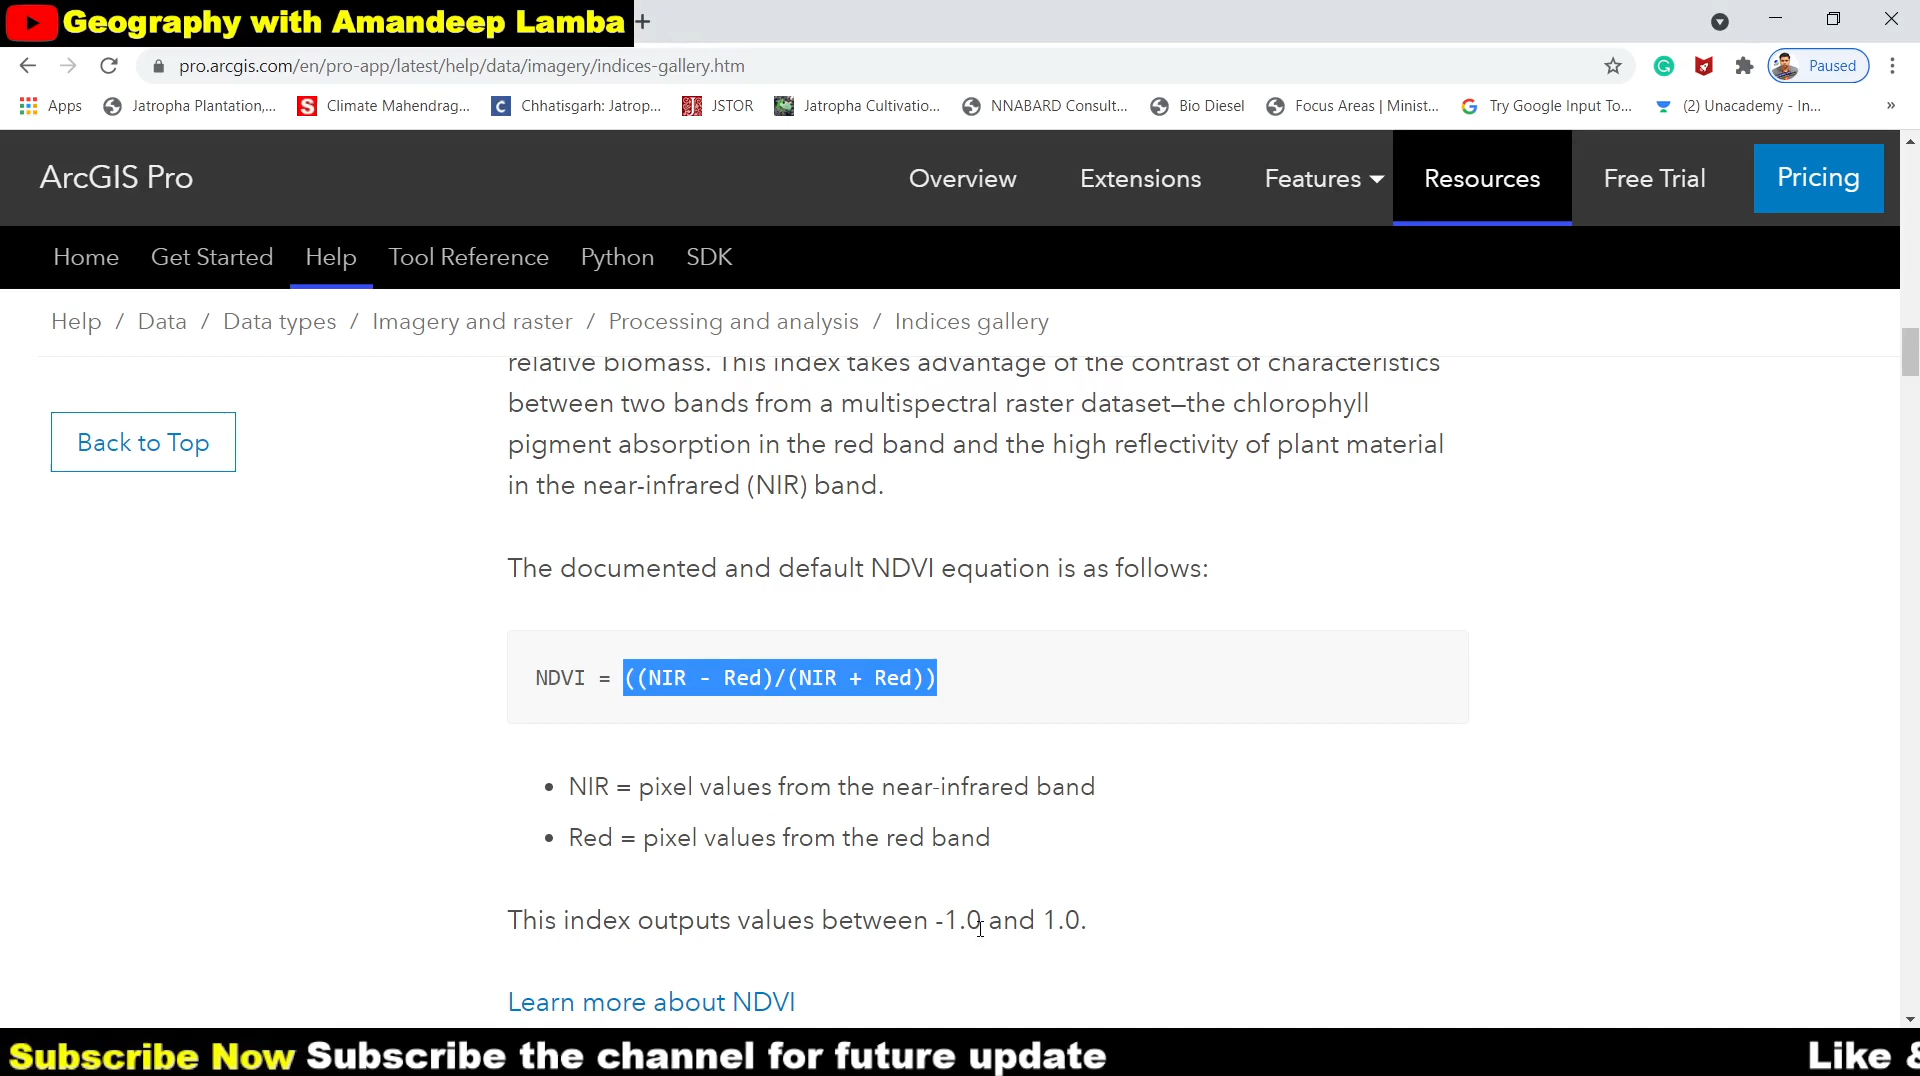 Geography with Amandeep Lamba
pro.arcgis.com/en/pro-app/latest/help/data/imagery/indices-gallery.htm
Paused
Apps
Jatropha Plantation,...
Climate Mahendrag...
Chhatisgarh: Jatrop...
JSTOR
Jatropha Cultivatio...
NNABARD Consult...
Bio Diesel
Focus Areas | Minist...
Try Google Input To...
(2) Unacademy - In...
»
ArcGIS Pro
Overview
Extensions
Features
Resources
Free Trial
Pricing
Home
Get Started
Help
Tool Reference
Python
SDK
Help / Data / Data types / Imagery and raster / Processing and analysis / Indices gallery
relative biomass. This index takes advantage of the contrast of characteristics
between two bands from a multispectral raster dataset—the chlorophyll
pigment absorption in the red band and the high reflectivity of plant material
in the near-infrared (NIR) band.
Back to Top
The documented and default NDVI equation is as follows:
NDVI = ((NIR - Red)/(NIR + Red))
• NIR = pixel values from the near-infrared band
• Red = pixel values from the red band
This index outputs values between -1.0 and 1.0.
Learn more about NDVI
Subscribe Now Subscribe the channel for future update
Like &